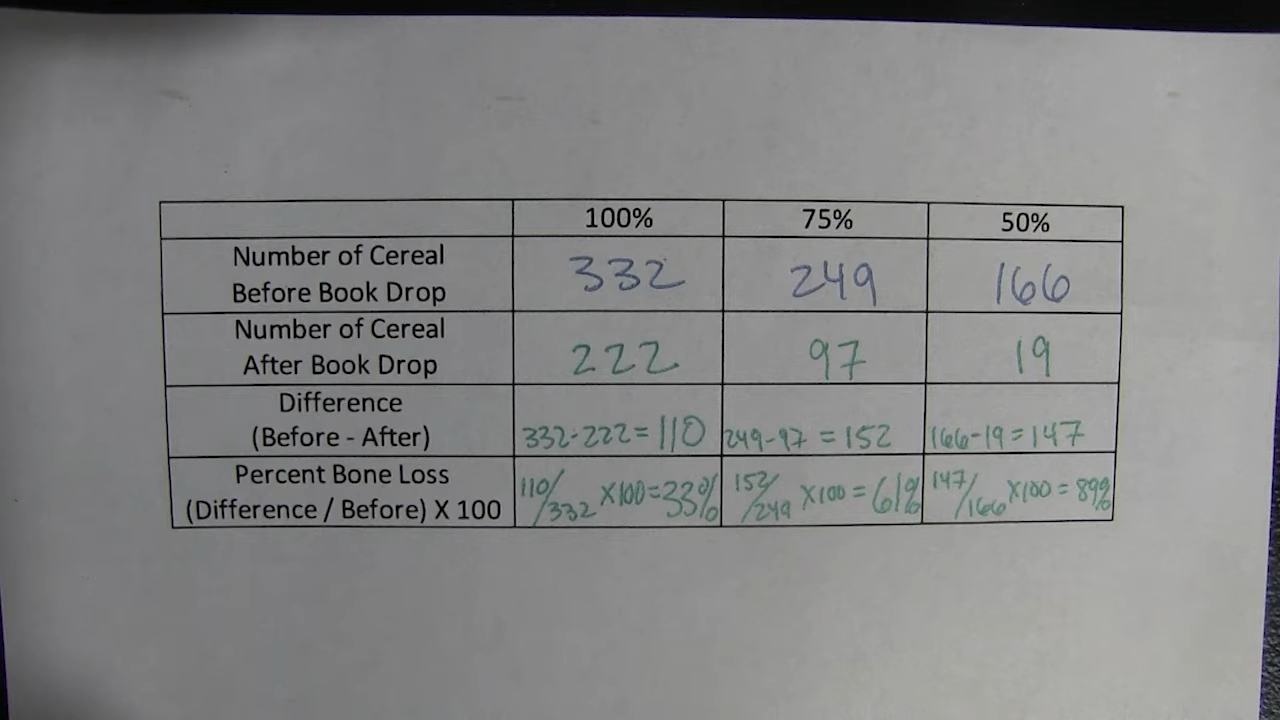 100% 75% 50%
Number of Cereal
Before Book Drop
332 249 166
Number of Cereal
After Book Drop
222 97 19
Difference
(Before - After)
332-222=110 249-97=152 166-19=147
Percent Bone Loss
(Difference / Before) X 100
110/332 X100=33% 152/249 X100=61% 147/166 X100=89%